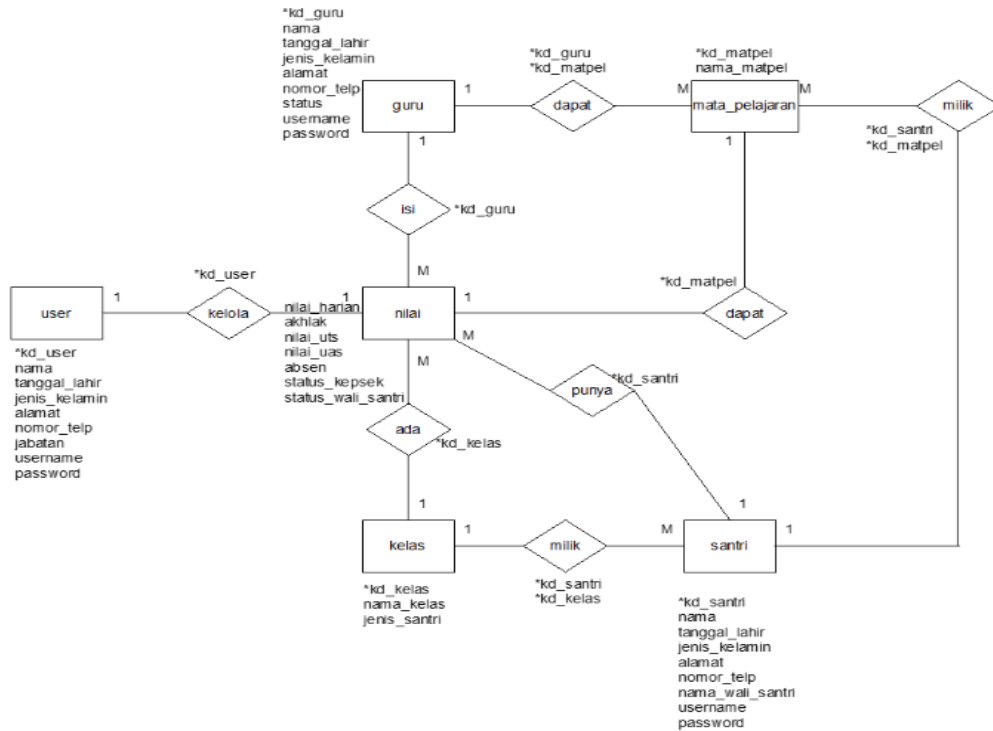 *kd_guru
nama
tanggal_lahir
jenis_kelamin
alamat
nomor_telp
status
username
password
guru
1
*kd_guru
*kd_matpel
dapat
M
*kd_matpel
nama_matpel
mata_pelajaran
M
milik
*kd_santri
*kd_matpel
1
isi
*kd_guru
M
1
*kd_matpel
dapat
user
1
*kd_user
kelola
1
nilai
1
*kd_user
nama
tanggal_lahir
jenis_kelamin
alamat
nomor_telp
jabatan
username
password
nilai_harian
akhlak
nilai_uts
nilai_uas
absen
status_kepsek
status_wali_santri
M
M
punya
*kd_santri
ada
*kd_kelas
1
1
1
kelas
1
milik
M
santri
*kd_santri
*kd_kelas
*kd_kelas
nama_kelas
jenis_santri
*kd_santri
nama
tanggal_lahir
jenis_kelamin
alamat
nomor_telp
nama_wali_santri
username
password